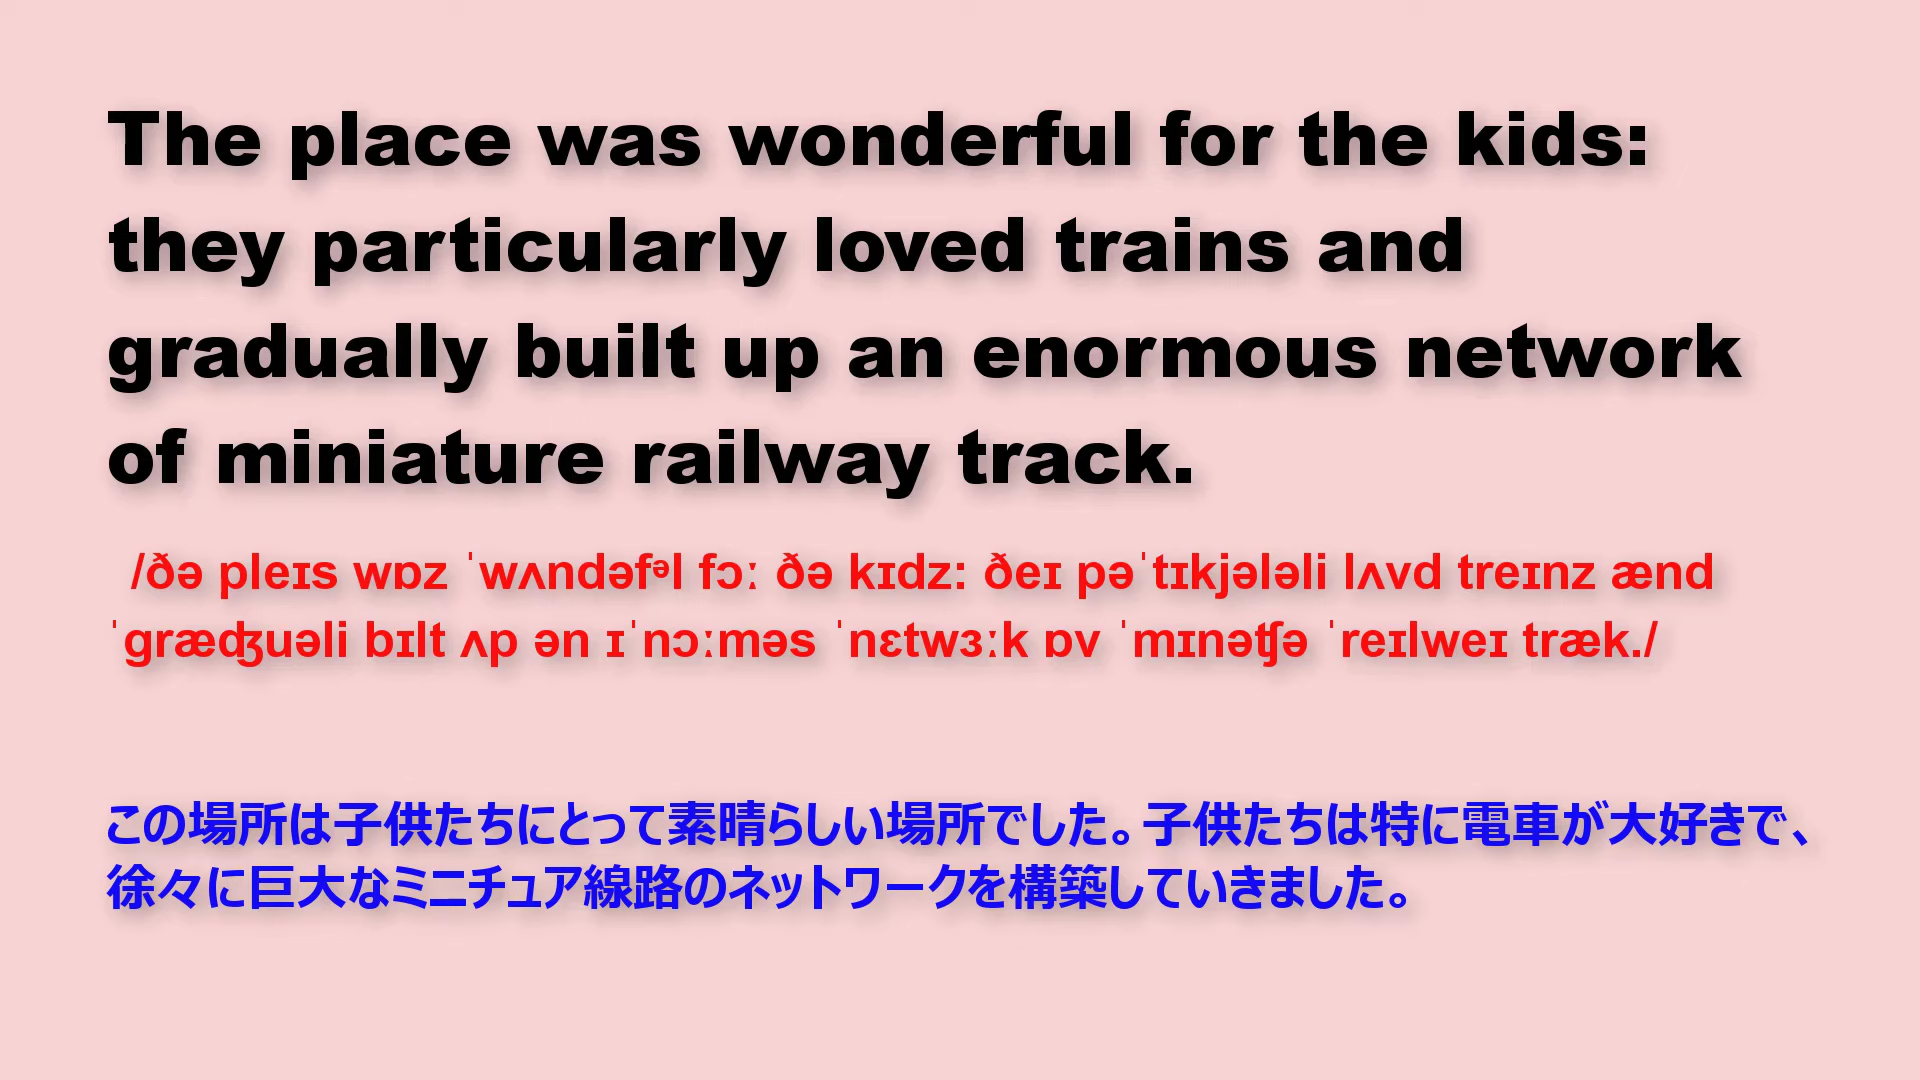 The place was wonderful for the kids:
they particularly loved trains and
gradually built up an enormous network
of miniature railway track.
/ðə pleɪs wɒz ˈwʌndəfᵊl fɔː ðə kɪdz: ðeɪ pəˈtɪkjələli lʌvd treɪnz ænd
ˈgræʤuəli bɪlt ʌp ən ɪˈnɔːməs ˈnɛtwɜːk ɒv ˈmɪnəʧə ˈreɪlweɪ træk./
この場所は子供たちにとって素晴らしい場所でした。子供たちは特に電車が大好きで、
徐々に巨大なミニチュア線路のネットワークを構築していきました。